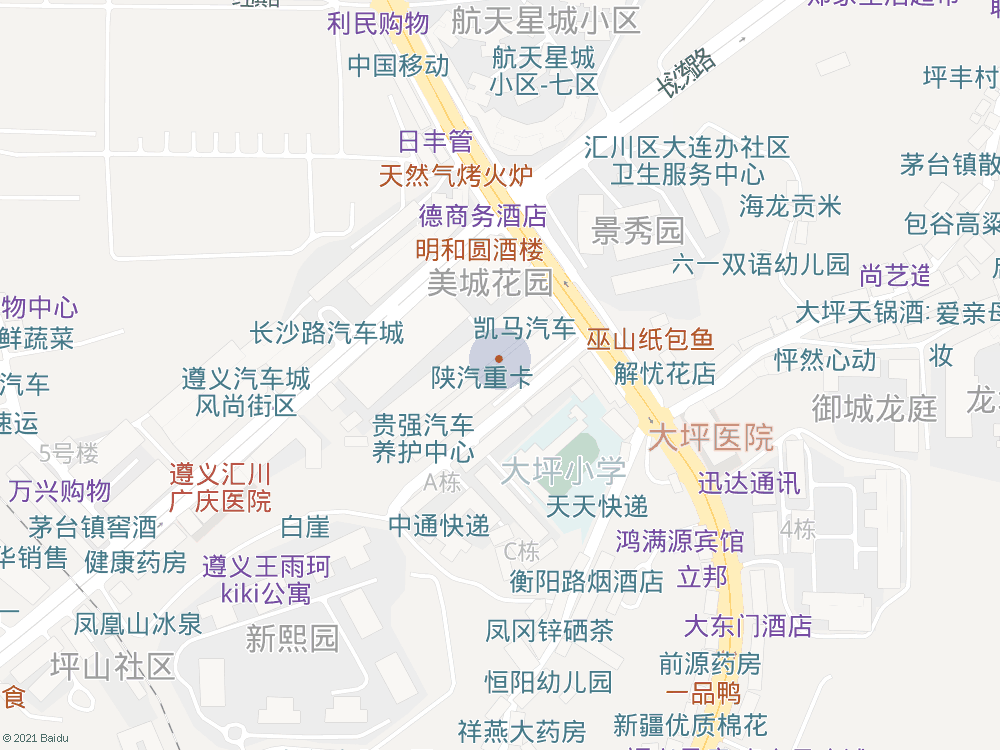 利民购物
航天星城小区
中国移动
航天星城
小区-七区
坪丰村
日丰管
汇川区大连办社区
卫生服务中心
天然气烤火炉
茅台镇散
海龙贡米
德商务酒店
景秀园
包谷高粱
明和圆酒楼
六一双语幼儿园
美城花园
尚艺造
物中心
大坪天锅酒
爱亲母
长沙路汽车城
凯马汽车
鲜蔬菜
巫山纸包鱼
怦然心动
妆
遵义汽车城
风尚街区
陕汽重卡
解忧花店
汽车
御城龙庭
龙
速运
贵强汽车
养护中心
大坪医院
5号楼
遵义汇川
广庆医院
A栋
大坪小学
迅达通讯
万兴购物
天天快递
茅台镇窖酒
白崖
中通快递
4栋
华销售
健康药房
C栋
鸿满源宾馆
遵义王雨珂
kiki公寓
衡阳路烟酒店
立邦
凤凰山冰泉
新熙园
凤冈锌硒茶
大东门酒店
坪山社区
前源药房
恒阳幼儿园
食
一品鸭
祥燕大药房
新疆优质棉花
© 2021 Baidu